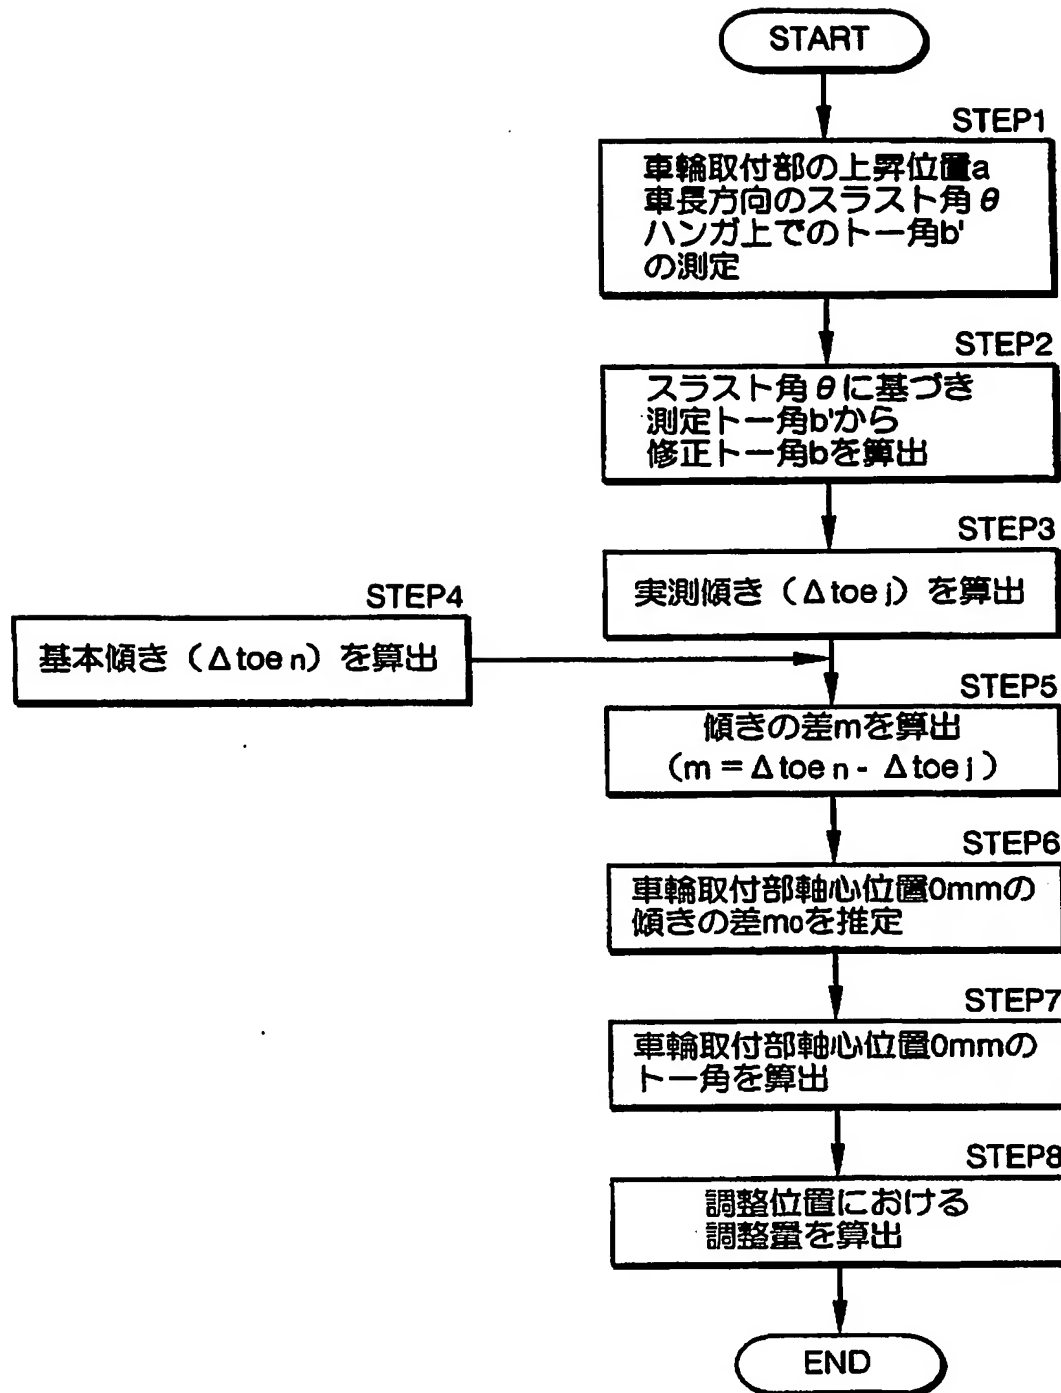 START
STEP1
車輪取付部の上昇位置a
車長方向のスラスト角θ
ハンガ上でのトー角b'
の測定
STEP2
スラスト角θに基づき
測定トー角b'から
修正トー角bを算出
STEP3
実測傾き（Δtoe j）を算出
STEP4
基本傾き（Δtoe n）を算出
STEP5
傾きの差mを算出
（m = Δtoe n - Δtoe j）
STEP6
車輪取付部軸心位置0mmの
傾きの差m0を推定
STEP7
車輪取付部軸心位置0mmの
トー角を算出
STEP8
調整位置における
調整量を算出
END